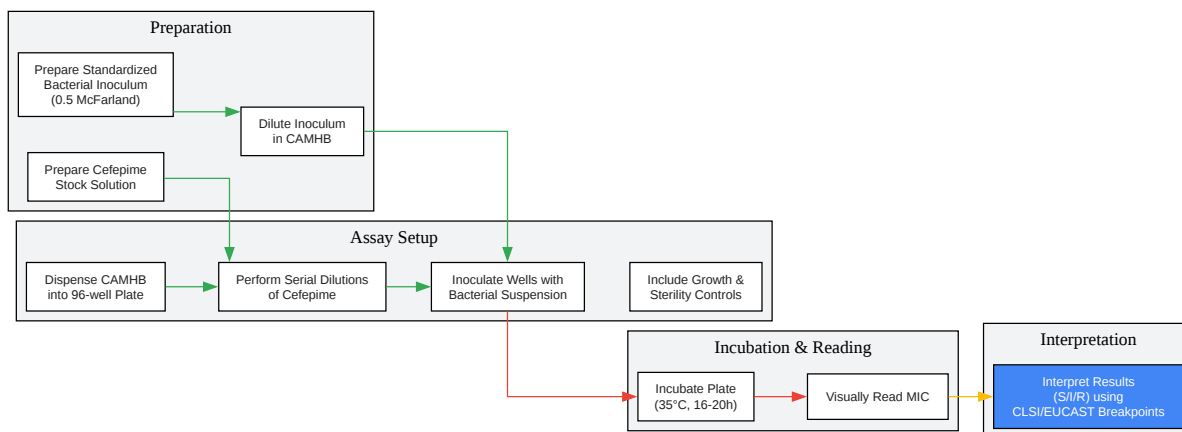 Preparation
Prepare Standardized
Bacterial Inoculum
(0.5 McFarland)
Dilute Inoculum
in CAMHB
Prepare Cefepime
Stock Solution
Assay Setup
Dispense CAMHB
into 96-well Plate
Perform Serial Dilutions
of Cefepime
Inoculate Wells with
Bacterial Suspension
Include Growth &
Sterility Controls
Incubation & Reading
Incubate Plate
(35°C, 16-20h)
Visually Read MIC
Interpretation
Interpret Results
(S/I/R) using
CLSI/EUCAST Breakpoints